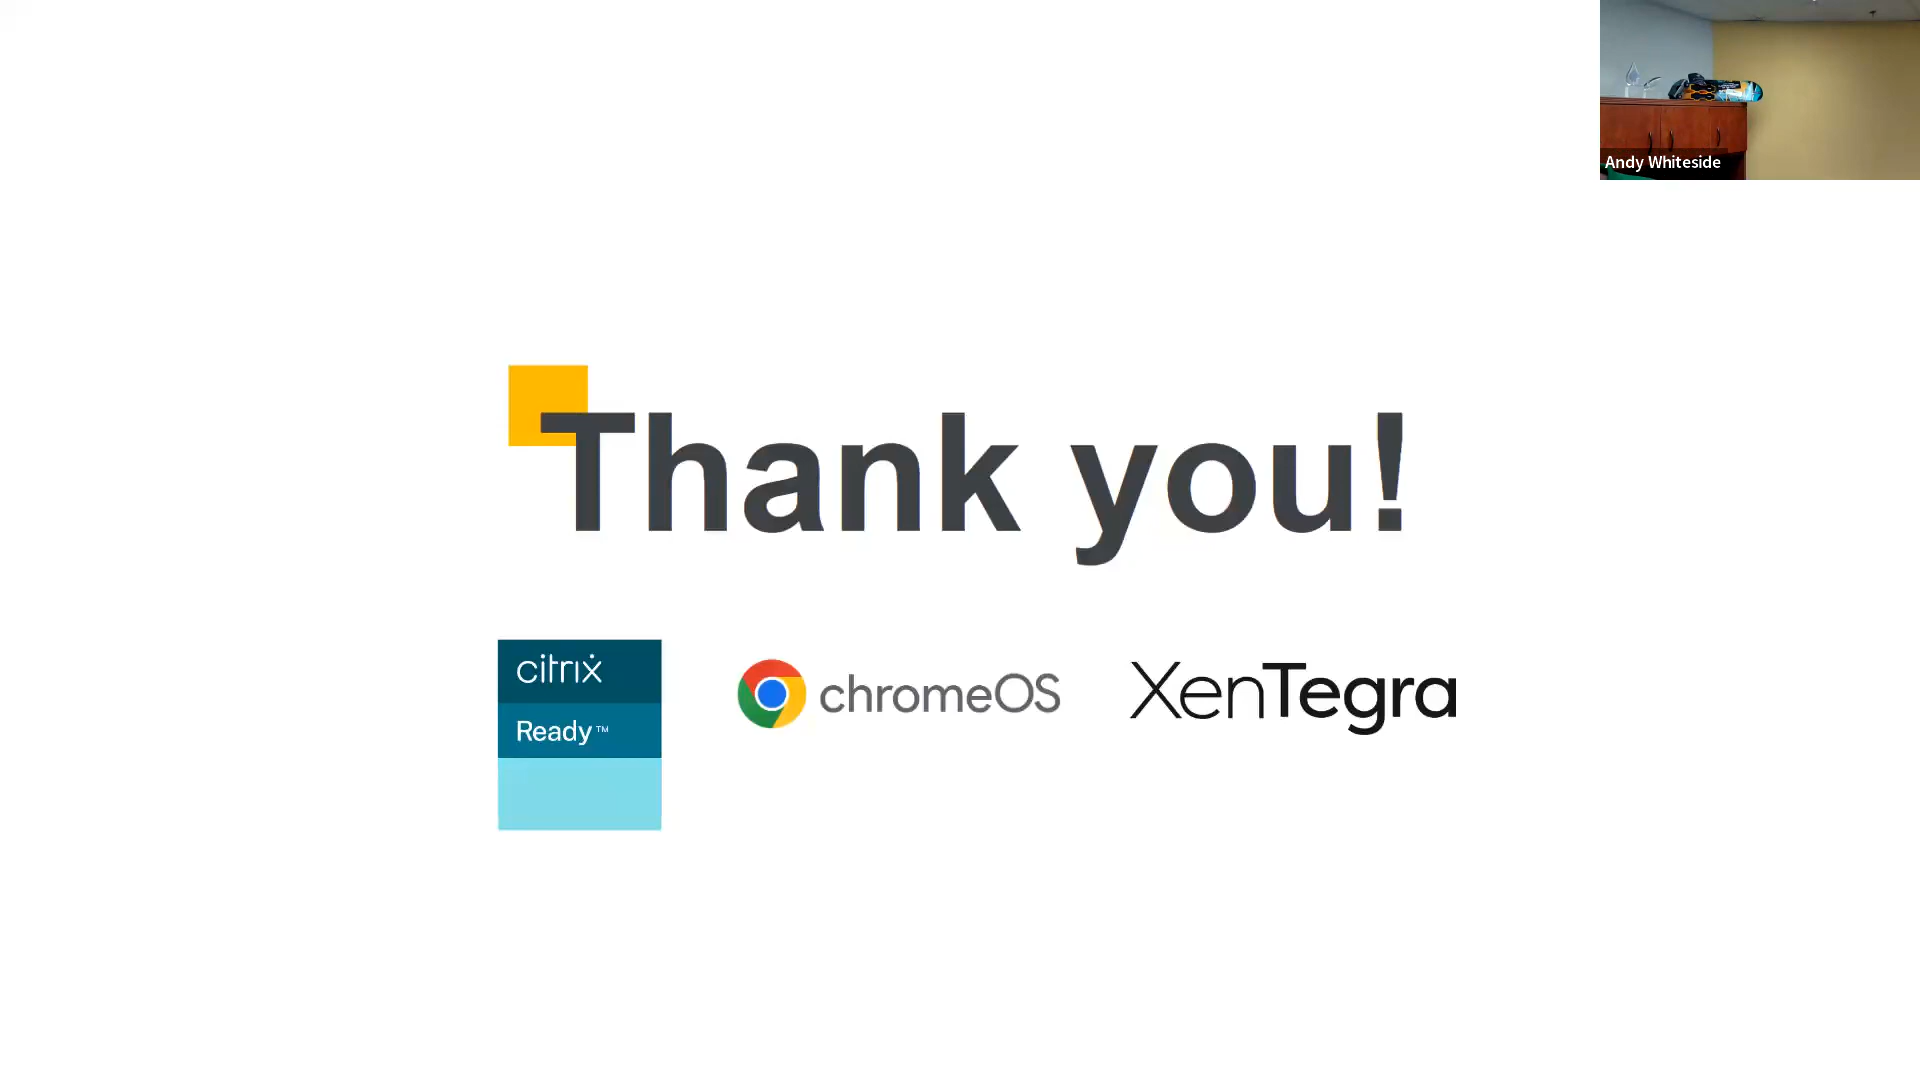 Andy Whiteside
Thank you!
citrix
Ready™
chromeOS
XenTegra